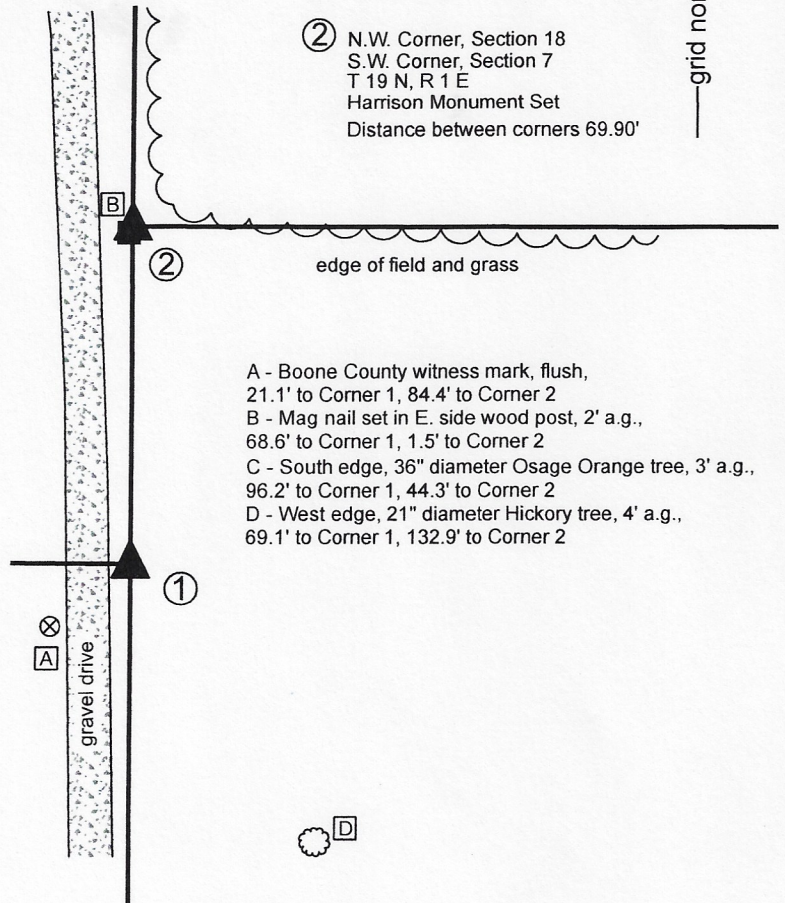 ② N.W. Corner, Section 18
S.W. Corner, Section 7
T 19 N, R 1 E
Harrison Monument Set
Distance between corners 69.90'
B
②
edge of field and grass
A - Boone County witness mark, flush,
21.1' to Corner 1, 84.4' to Corner 2
B - Mag nail set in E. side wood post, 2' a.g.,
68.6' to Corner 1, 1.5' to Corner 2
C - South edge, 36" diameter Osage Orange tree, 3' a.g.,
96.2' to Corner 1, 44.3' to Corner 2
D - West edge, 21" diameter Hickory tree, 4' a.g.,
69.1' to Corner 1, 132.9' to Corner 2
①
A
gravel drive
D
grid